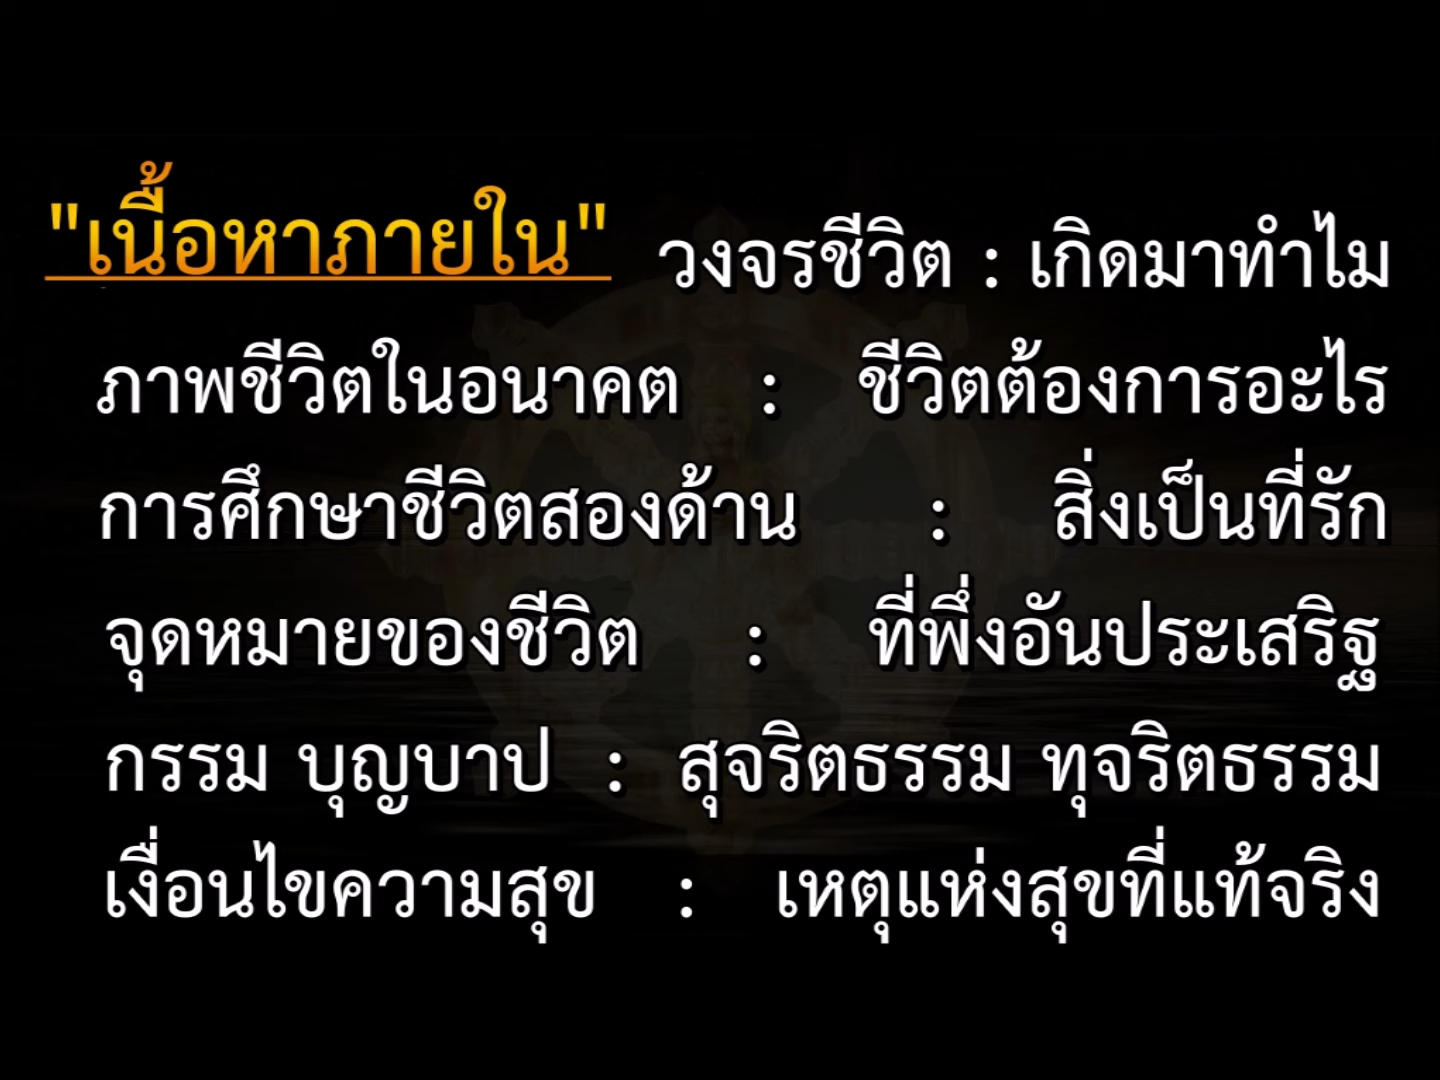 "เนื้อหาภายใน" วงจรชีวิต : เกิดมาทำไม
ภาพชีวิตในอนาคต : ชีวิตต้องการอะไร
การศึกษาชีวิตสองด้าน : สิ่งเป็นที่รัก
จุดหมายของชีวิต : ที่พึ่งอันประเสริฐ
กรรม บุญบาป : สุจริตธรรม ทุจริตธรรม
เงื่อนไขความสุข : เหตุแห่งสุขที่แท้จริง